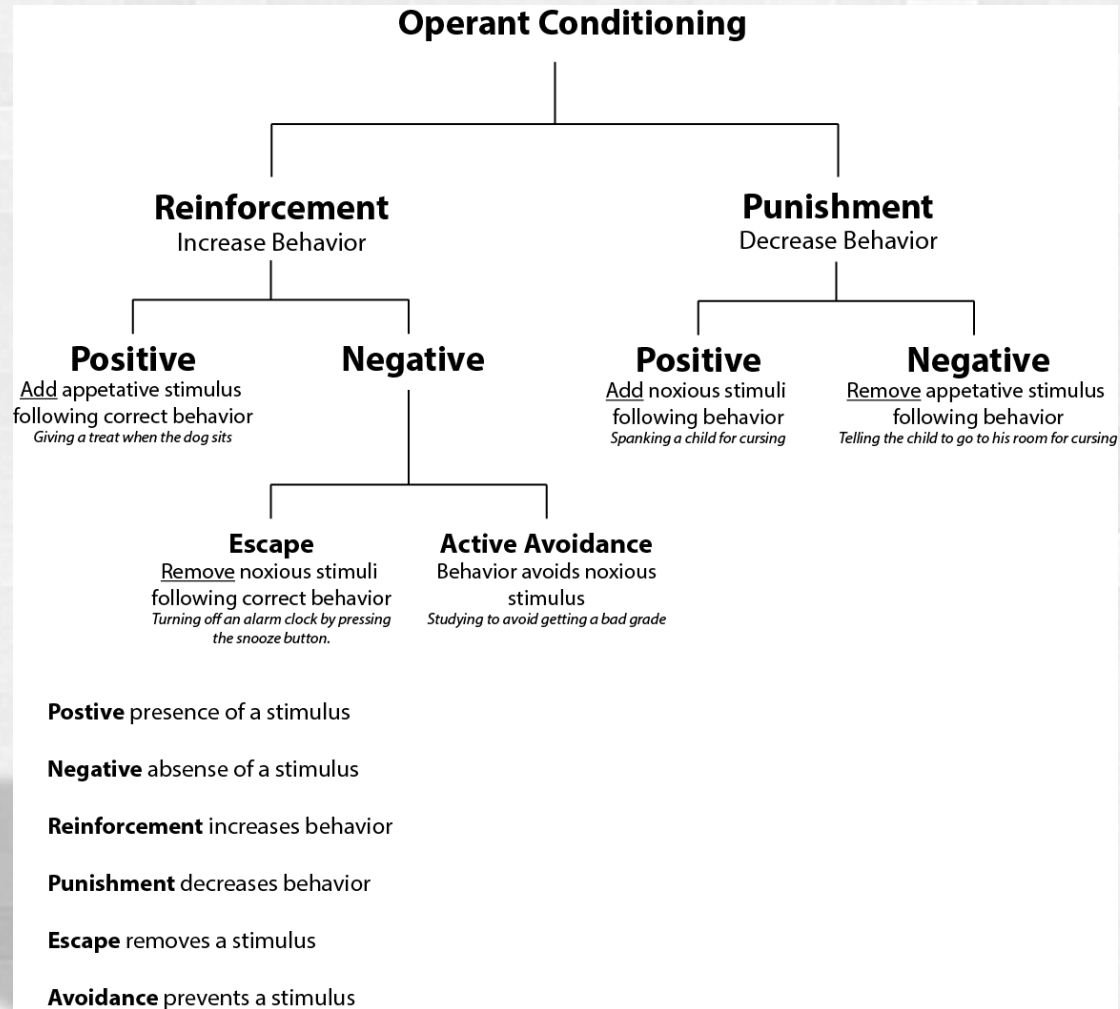 Operant Conditioning
Reinforcement
Increase Behavior
Punishment
Decrease Behavior
Positive
Add appetative stimulus
following correct behavior
Giving a treat when the dog sits
Negative
Positive
Add noxious stimuli
following behavior
Spanking a child for cursing
Negative
Remove appetative stimulus
following behavior
Telling the child to go to his room for cursing
Escape
Remove noxious stimuli
following correct behavior
Turning off an alarm clock by pressing
the snooze button.
Active Avoidance
Behavior avoids noxious
stimulus
Studying to avoid getting a bad grade
Postive presence of a stimulus
Negative absence of a stimulus
Reinforcement increases behavior
Punishment decreases behavior
Escape removes a stimulus
Avoidance prevents a stimulus